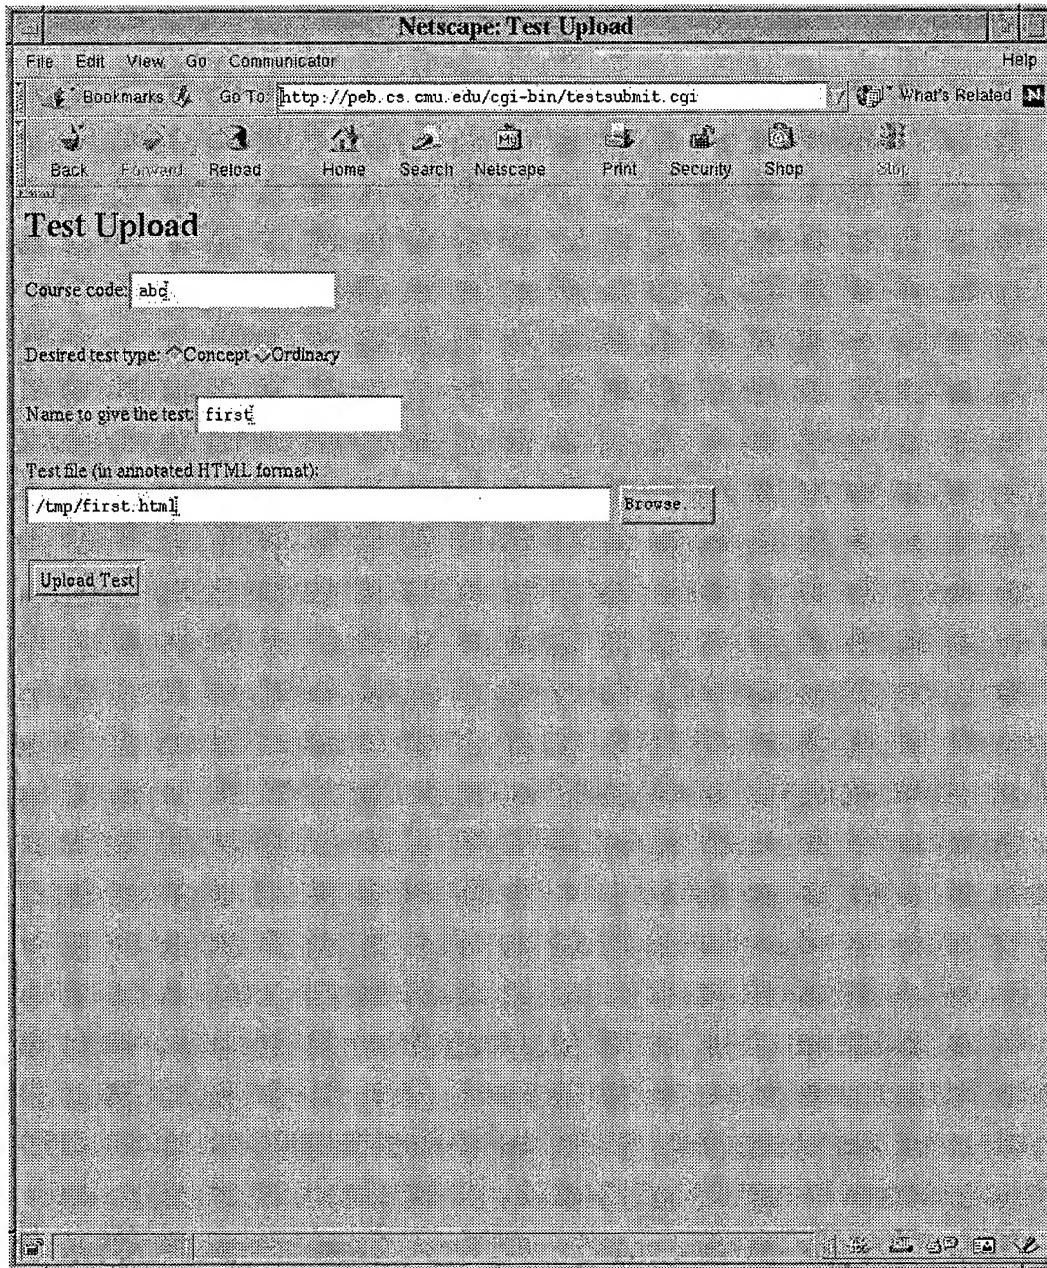 Netscape: Test Upload
File Edit View Go Communicator Help
Bookmarks Go To: http://peb.cs.cmu.edu/cgi-bin/testsubmit.cgi What's Related N
Back Forward Reload Home Search Netscape Print Security Shop Stop
Test Upload
Course code: abd
Desired test type: Concept Ordinary
Name to give the test: first
Test file (in annotated HTML format):
/tmp/first.html Browse...
Upload Test